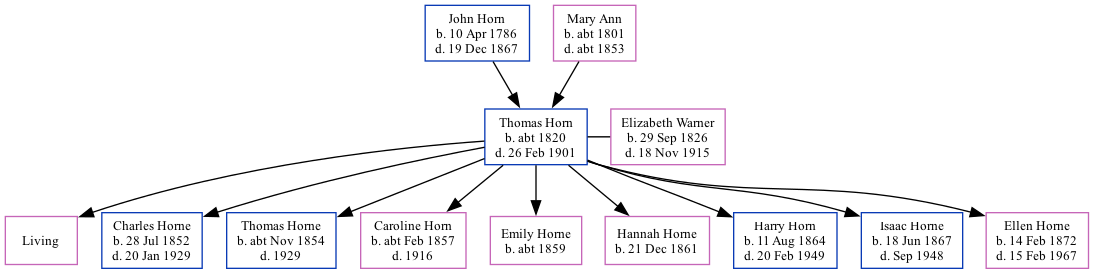 John Horn
b. 10 Apr 1786
d. 19 Dec 1867
Mary Ann
b. abt 1801
d. abt 1853
Thomas Horn
b. abt 1820
d. 26 Feb 1901
Elizabeth Warner
b. 29 Sep 1826
d. 18 Nov 1915
Living
Charles Horne
b. 28 Jul 1852
d. 20 Jan 1929
Thomas Horne
b. abt Nov 1854
d. 1929
Caroline Horn
b. abt Feb 1857
d. 1916
Emily Horne
b. abt 1859
Hannah Horne
b. 21 Dec 1861
Harry Horn
b. 11 Aug 1864
d. 20 Feb 1949
Isaac Horne
b. 18 Jun 1867
d. Sep 1948
Ellen Horne
b. 14 Feb 1872
d. 15 Feb 1967